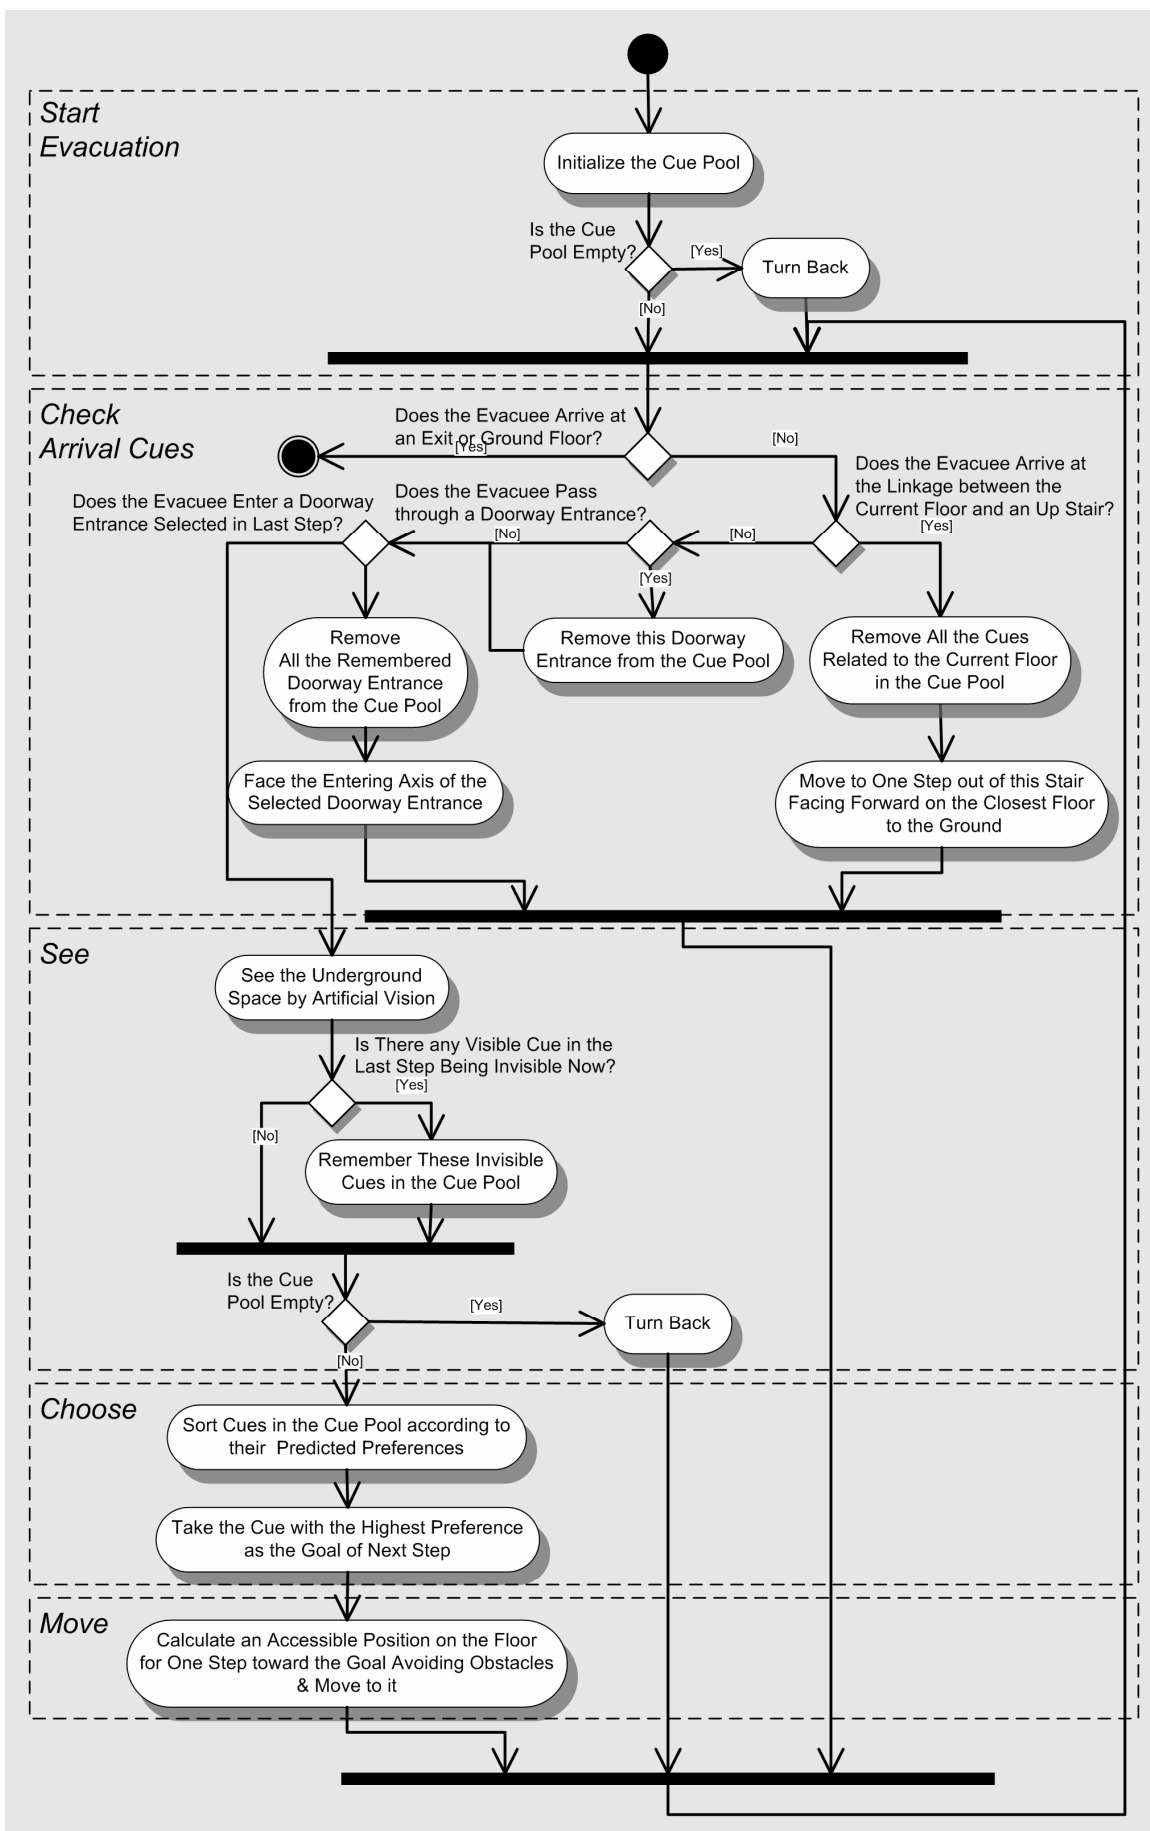 Start
Evacuation
Initialize the Cue Pool
Is the Cue
Pool Empty?
[Yes]
Turn Back
[No]
Check
Arrival Cues
Does the Evacuee Arrive at
an Exit or Ground Floor?
[Yes]
[No]
Does the Evacuee Arrive at
the Linkage between the
Current Floor and an Up Stair?
[Yes]
Does the Evacuee Pass
through a Doorway Entrance?
[No]
[No]
[Yes]
Does the Evacuee Enter a Doorway
Entrance Selected in Last Step?
Remove
All the Remembered
Doorway Entrance
from the Cue Pool
Remove this Doorway
Entrance from the Cue Pool
Remove All the Cues
Related to the Current Floor
in the Cue Pool
Face the Entering Axis of the
Selected Doorway Entrance
Move to One Step out of this Stair
Facing Forward on the Closest Floor
to the Ground
See
See the Underground
Space by Artificial Vision
Is There any Visible Cue in the
Last Step Being Invisible Now?
[Yes]
[No]
Remember These Invisible
Cues in the Cue Pool
Is the Cue
Pool Empty?
[Yes]
Turn Back
[No]
Choose
Sort Cues in the Cue Pool according to
their Predicted Preferences
Take the Cue with the Highest Preference
as the Goal of Next Step
Move
Calculate an Accessible Position on the Floor
for One Step toward the Goal Avoiding Obstacles
& Move to it